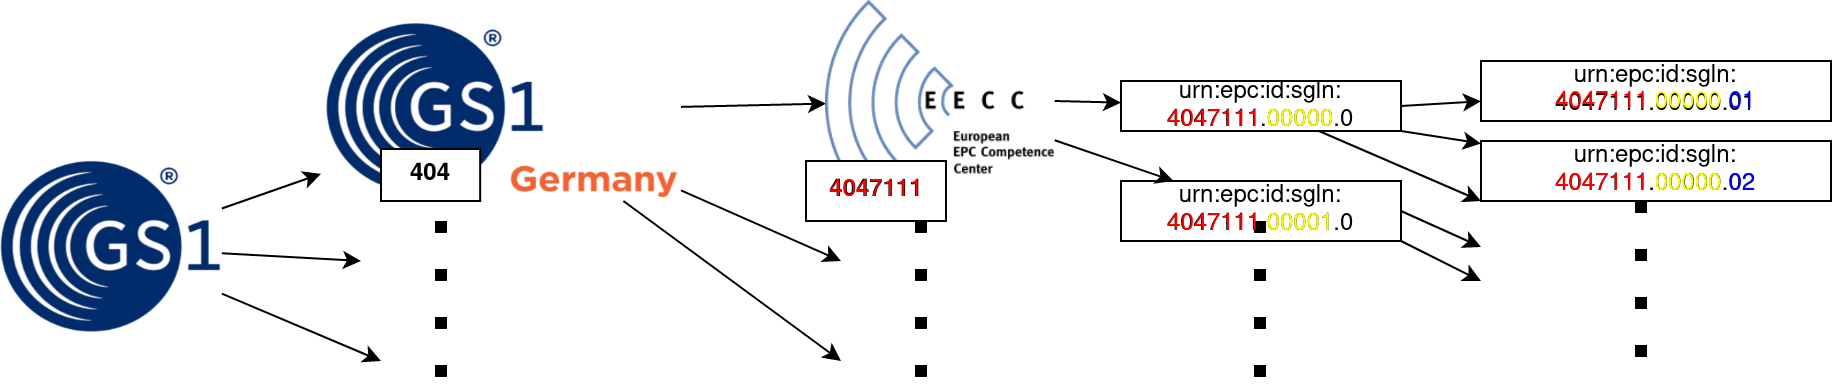 GS1
®
GS1
®
404
Germany
EECC
European
EPC Competence
Center
4047111
urn:epc:id:sgln:
4047111.00000.0
urn:epc:id:sgln:
4047111.00001.0
urn:epc:id:sgln:
4047111.00000.01
urn:epc:id:sgln:
4047111.00000.02